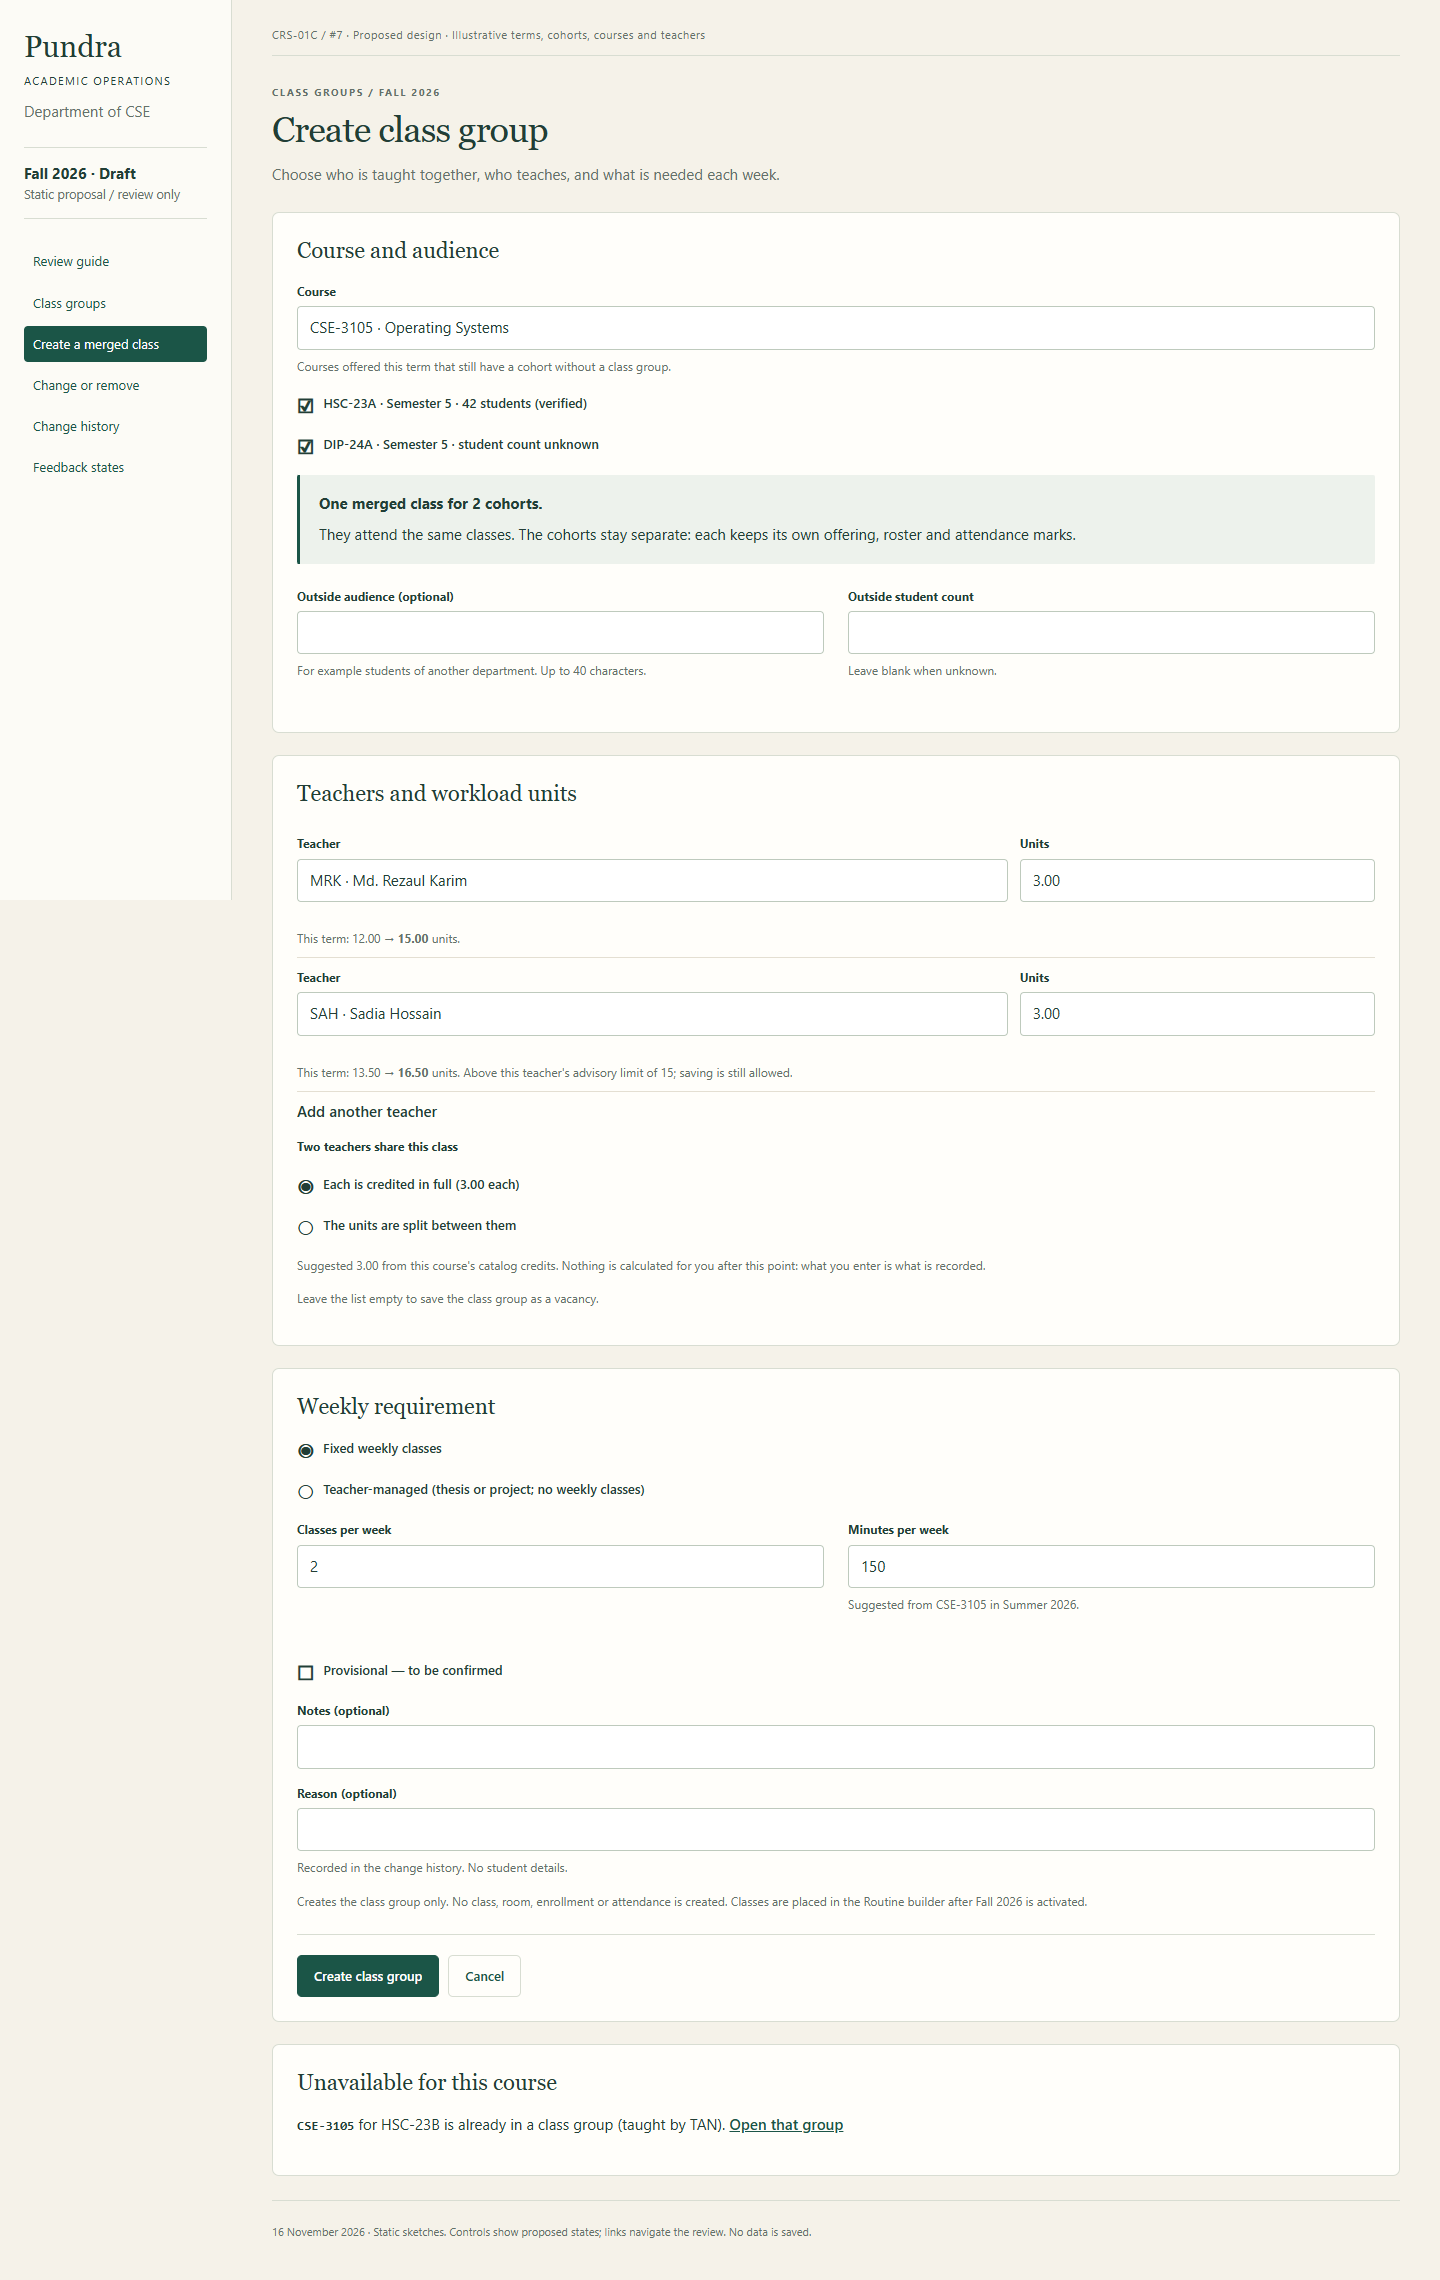 Pundra
ACADEMIC OPERATIONS
Department of CSE
Fall 2026 · Draft
Static proposal / review only
Review guide
Class groups
Create a merged class
Change or remove
Change history
Feedback states
CRS-01C / #7 · Proposed design · Illustrative terms, cohorts, courses and teachers
CLASS GROUPS / FALL 2026
Create class group
Choose who is taught together, who teaches, and what is needed each week.
Course and audience
Course
CSE-3105 · Operating Systems
Courses offered this term that still have a cohort without a class group.
HSC-23A · Semester 5 · 42 students (verified)
DIP-24A · Semester 5 · student count unknown
One merged class for 2 cohorts.
They attend the same classes. The cohorts stay separate: each keeps its own offering, roster and attendance marks.
Outside audience (optional)
Outside student count
For example students of another department. Up to 40 characters.
Leave blank when unknown.
Teachers and workload units
Teacher
Units
MRK · Md. Rezaul Karim
3.00
This term: 12.00 → 15.00 units.
Teacher
Units
SAH · Sadia Hossain
3.00
This term: 13.50 → 16.50 units. Above this teacher's advisory limit of 15; saving is still allowed.
Add another teacher
Two teachers share this class
Each is credited in full (3.00 each)
The units are split between them
Suggested 3.00 from this course's catalog credits. Nothing is calculated for you after this point: what you enter is what is recorded.
Leave the list empty to save the class group as a vacancy.
Weekly requirement
Fixed weekly classes
Teacher-managed (thesis or project; no weekly classes)
Classes per week
Minutes per week
2
150
Suggested from CSE-3105 in Summer 2026.
Provisional — to be confirmed
Notes (optional)
Reason (optional)
Recorded in the change history. No student details.
Creates the class group only. No class, room, enrollment or attendance is created. Classes are placed in the Routine builder after Fall 2026 is activated.
Create class group
Cancel
Unavailable for this course
CSE-3105 for HSC-23B is already in a class group (taught by TAN). Open that group
16 November 2026 · Static sketches. Controls show proposed states; links navigate the review. No data is saved.